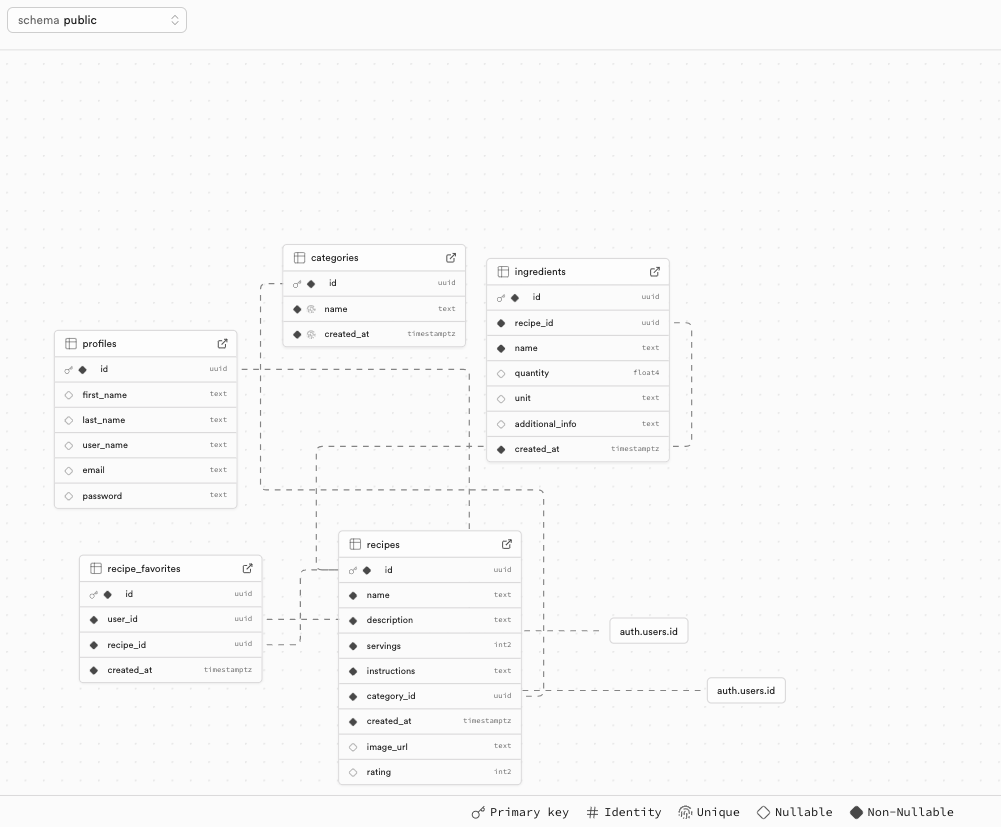 schema public
categories
id uuid
name text
created_at timestamptz
ingredients
id uuid
recipe_id uuid
name text
quantity float4
unit text
additional_info text
created_at timestamptz
profiles
id uuid
first_name text
last_name text
user_name text
email text
password text
recipes
id uuid
name text
description text
servings int2
instructions text
category_id uuid
created_at timestamptz
image_url text
rating int2
recipe_favorites
id uuid
user_id uuid
recipe_id uuid
created_at timestamptz
auth.users.id
auth.users.id
Primary key Identity Unique Nullable Non-Nullable